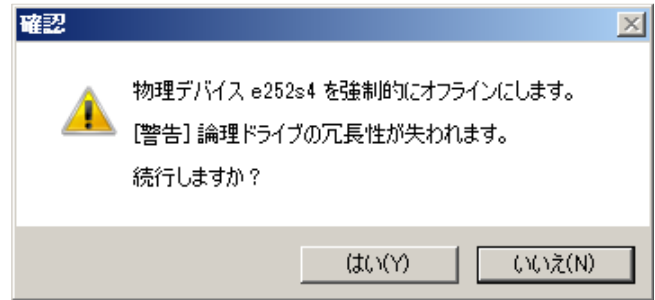 確認
物理デバイス e252s4 を強制的にオフラインにします。
[警告] 論理ドライブの冗長性が失われます。
続行しますか？
はい(Y)
いいえ(N)